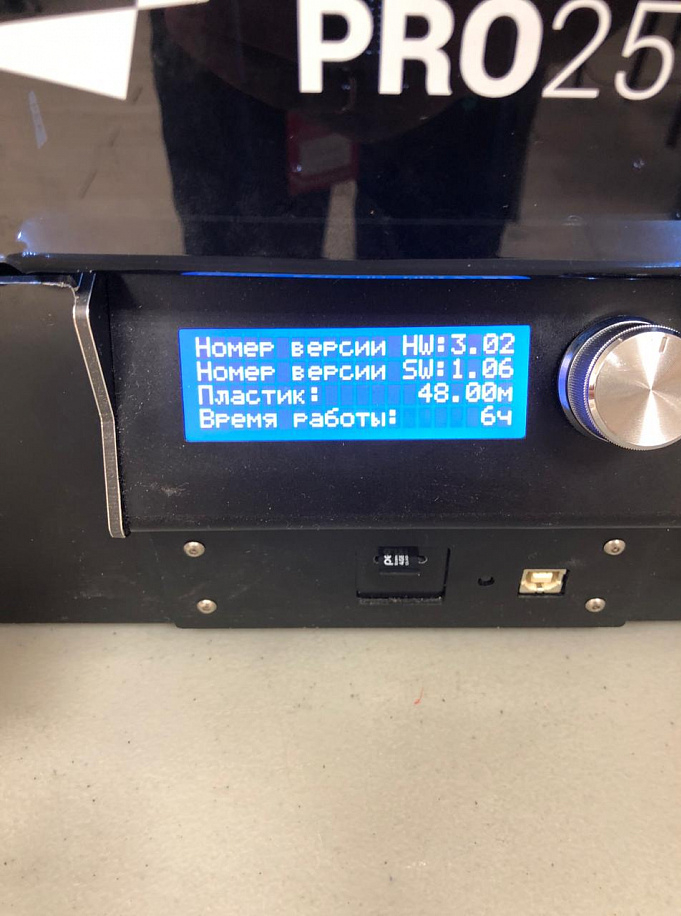 PRO25
Номер версии HW:3.02
Номер версии SW:1.06
Пластик: 48.00м
Время работы: 6ч